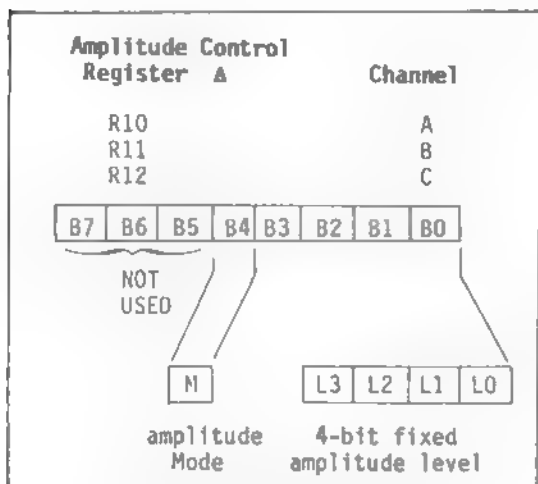 Amplitude Control
Register Δ Channel
R10 A
R11 B
R12 C
B7 B6 B5 B4 B3 B2 B1 B0
NOT
USED
M L3 L2 L1 L0
amplitude 4-bit fixed
Mode amplitude level